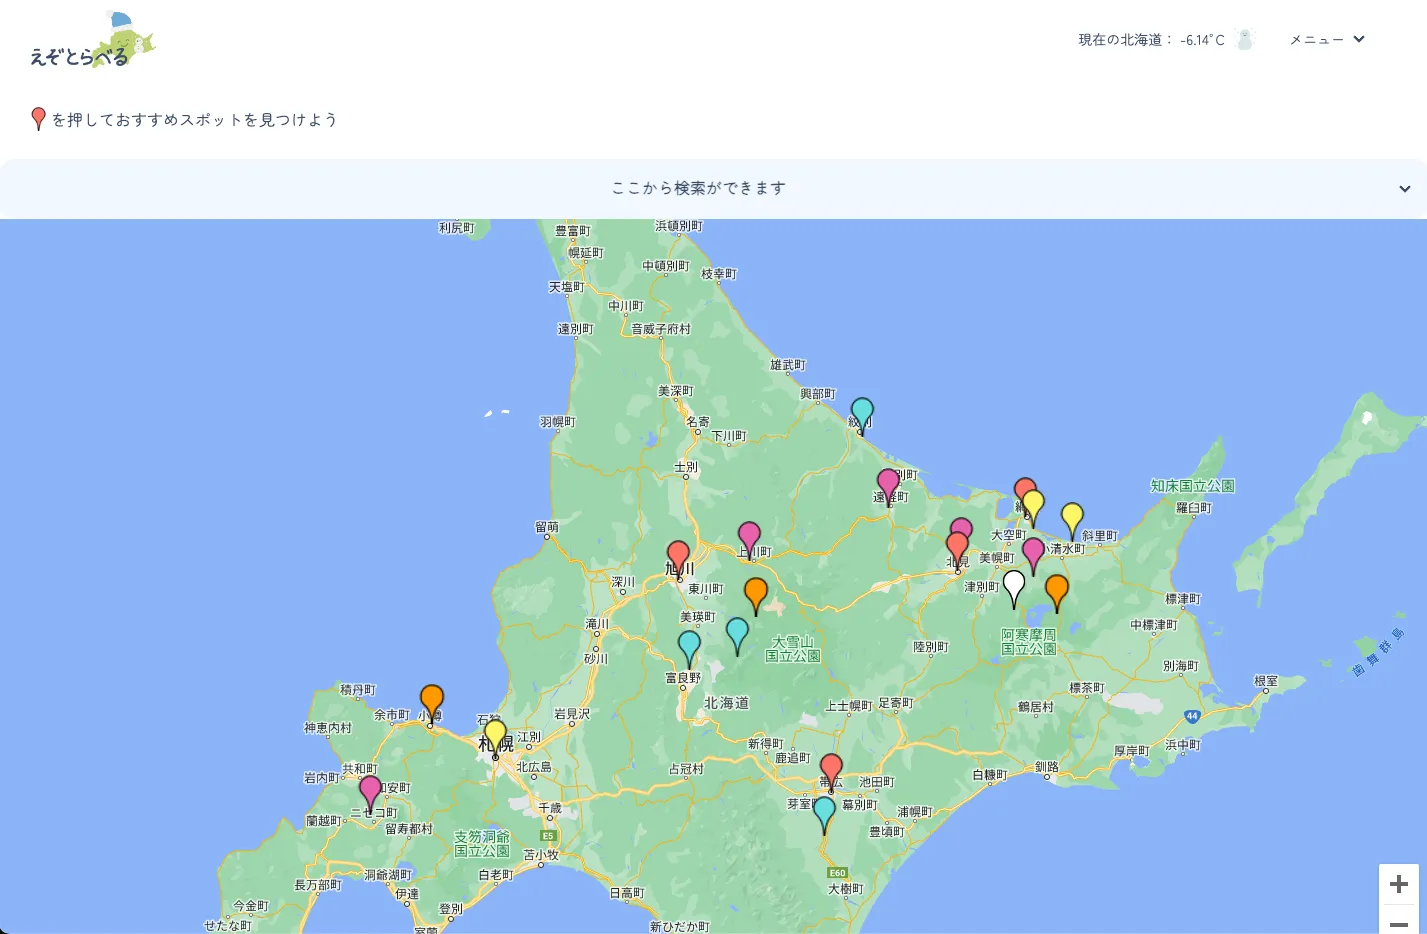 えぞとらべる
現在の北海道： -6.14°C
メニュー
を押しておすすめスポットを見つけよう
ここから検索ができます
利尻町
豊富町
浜頓別町
幌延町
中頓別町
枝幸町
天塩町
中川町
遠別町
音威子府村
雄武町
美深町
興部町
羽幌町
名寄
下川町
士別
別町
知床国立公園
遠軽町
羅臼町
留萌
大空町
斜里町
上川町
小清水町
美幌町
北見
旭川
深川
東川町
津別町
標津町
美瑛町
滝川
中標津町
阿寒摩周
国立公園
大雪山
国立公園
陸別町
歯舞群島
砂川
別海町
富良野
根室
標茶町
積丹町
北海道
上士幌町
足寄町
鶴居村
余市町
小樽
石狩
岩見沢
44
神恵内村
江別
札幌
新得町
浜中町
厚岸町
鹿追町
共和町
北広島
占冠村
釧路
岩内町
帯広
池田町
白糠町
知安町
千歳
芽室
幕別町
ニセコ町
浦幌町
蘭越町
留寿都村
支笏洞爺
国立公園
E5
豊頃町
苫小牧
洞爺湖町
白老町
E60
長万部町
伊達
日高町
大樹町
今金町
登別
せたな町
室蘭
新ひだか町